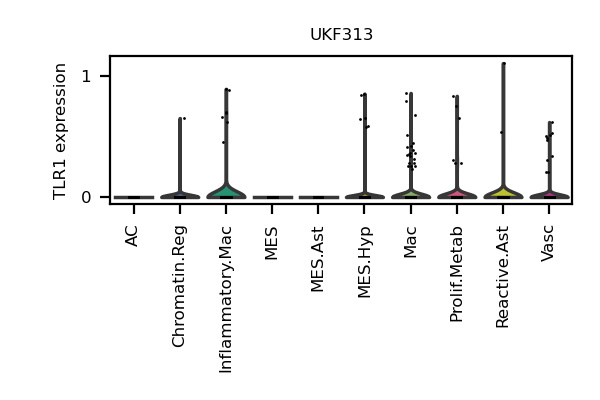 UKF313
TLR1 expression
1
0
AC
Chromatin.Reg
Inflammatory.Mac
MES
MES.Ast
MES.Hyp
Mac
Prolif.Metab
Reactive.Ast
Vasc